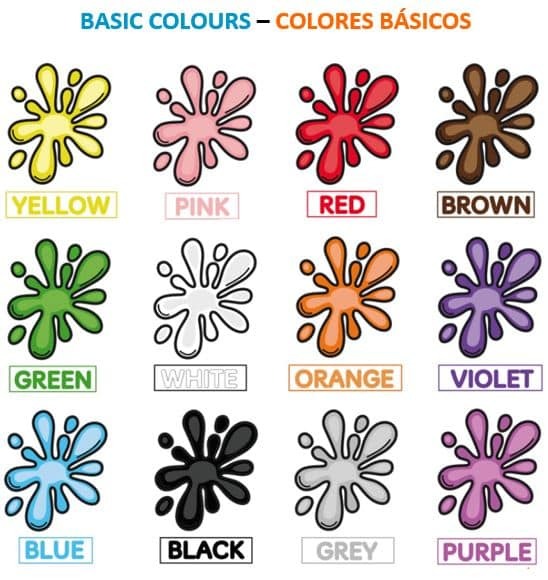 BASIC COLOURS – COLORES BÁSICOS
YELLOW PINK RED BROWN
GREEN WHITE ORANGE VIOLET
BLUE BLACK GREY PURPLE